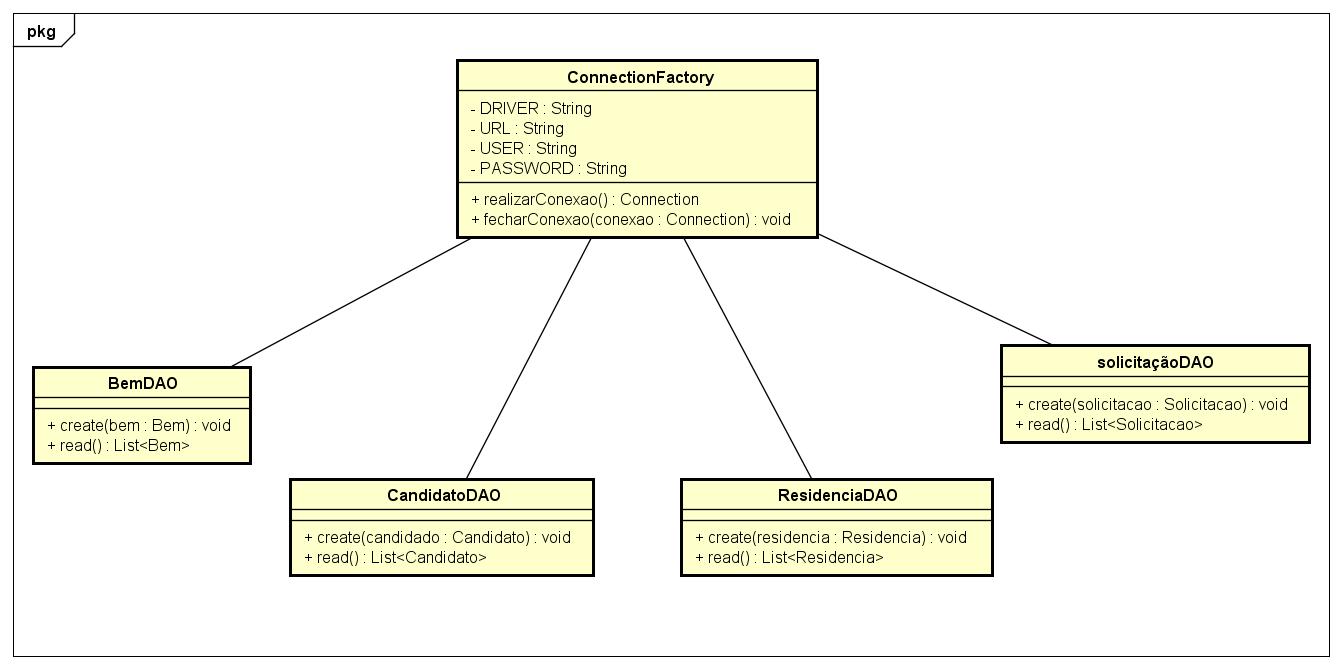 pkg
ConnectionFactory
- DRIVER : String
- URL : String
- USER : String
- PASSWORD : String
+ realizarConexao() : Connection
+ fecharConexao(conexao : Connection) : void
BemDAO
+ create(bem : Bem) : void
+ read() : List<Bem>
CandidatoDAO
+ create(candidado : Candidato) : void
+ read() : List<Candidato>
ResidenciaDAO
+ create(residencia : Residencia) : void
+ read() : List<Residencia>
solicitaçãoDAO
+ create(solicitacao : Solicitacao) : void
+ read() : List<Solicitacao>